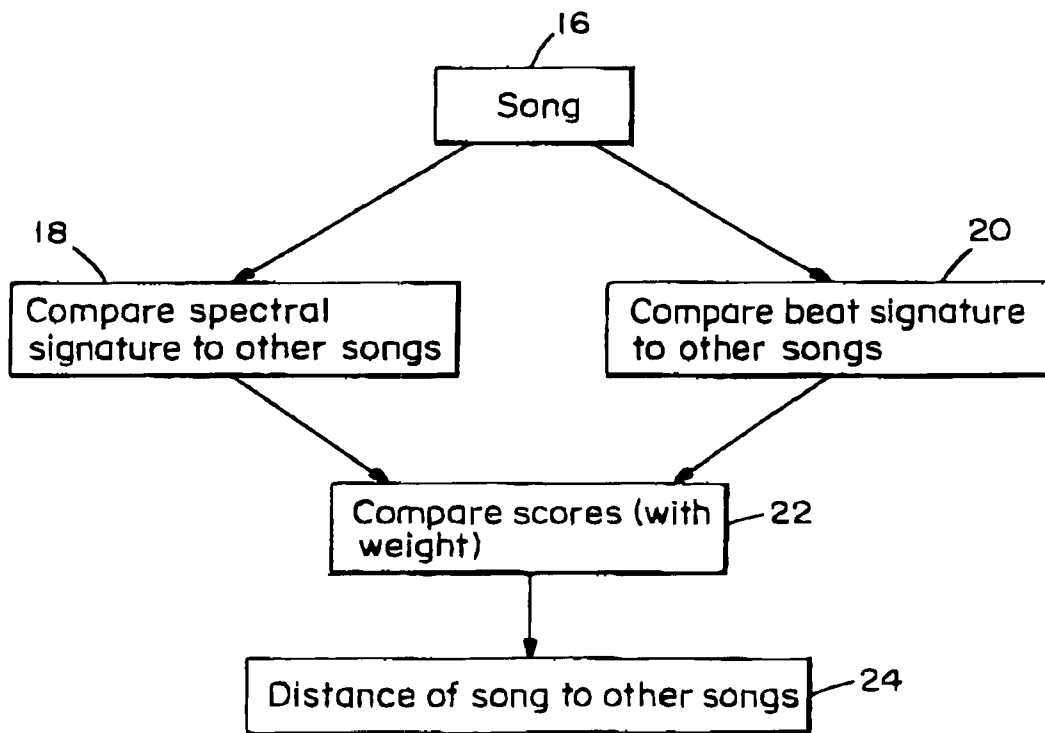 16
Song
18
20
Compare spectral
signature to other songs
Compare beat signature
to other songs
Compare scores (with
weight)
22
Distance of song to other songs
24